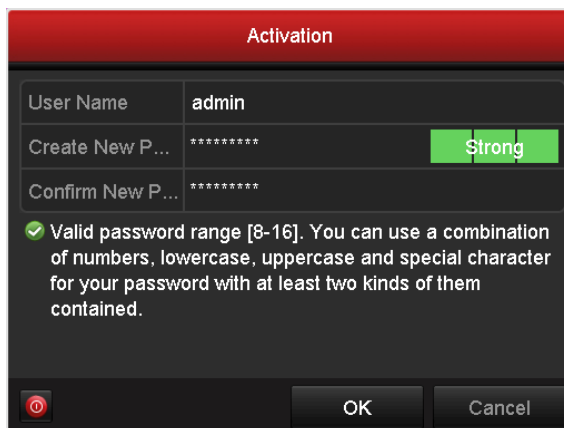 Activation
User Name admin
Create New P... ********* Strong
Confirm New P... *********
Valid password range [8-16]. You can use a combination
of numbers, lowercase, uppercase and special character
for your password with at least two kinds of them
contained.
OK Cancel